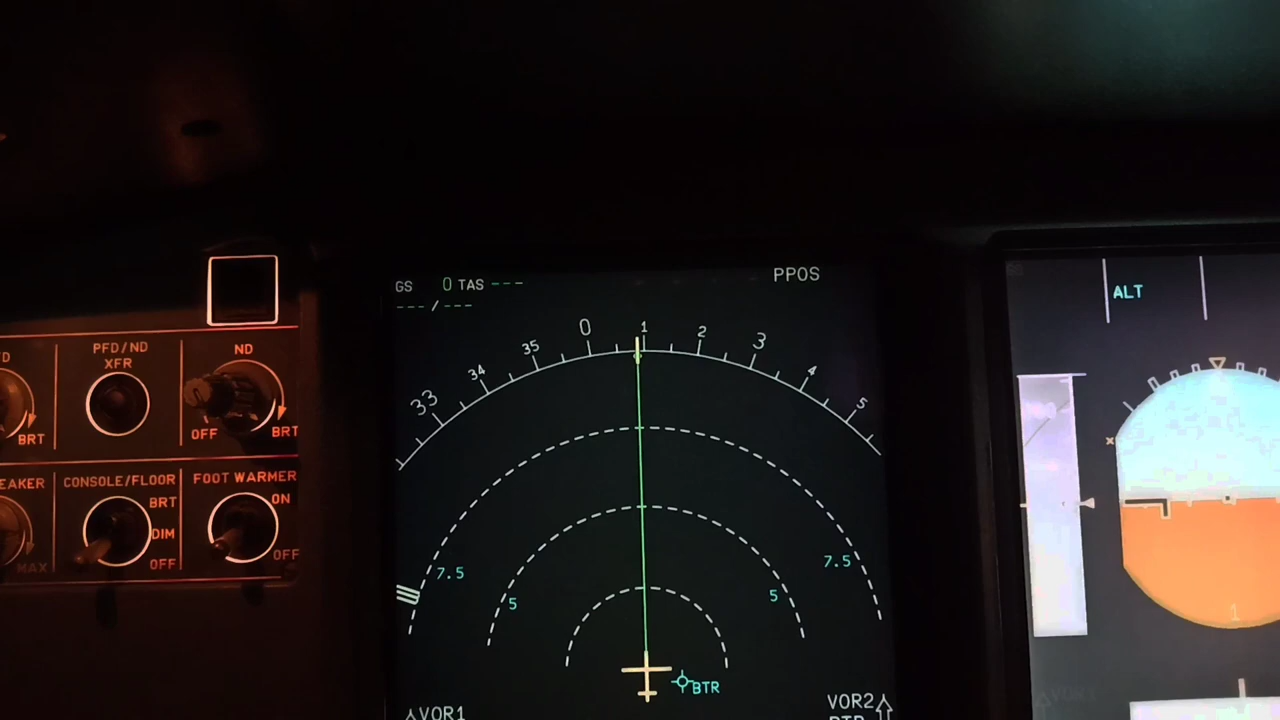 PFD/ND
XFR
ND
BRT
OFF
BRT
CONSOLE/FLOOR
FOOT WARMER
BRT
DIM
OFF
ON
OFF
MAX
GS 0 TAS ---
---/---
PPOS
33 34 35 0 1 2 3 4 5
7.5 7.5
5 5
BTR
VOR1
VOR2
ALT
1